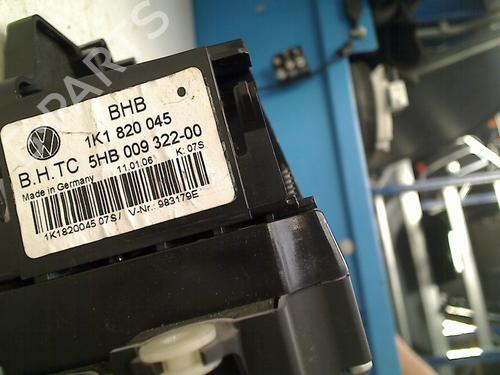 BHB
1K1 820 045
B.H.TC 5HB 009 322-00
Made in Germany 11.01.06 K: 07S
1K1820045 07S/ V-Nr.: 983179E
PARTS